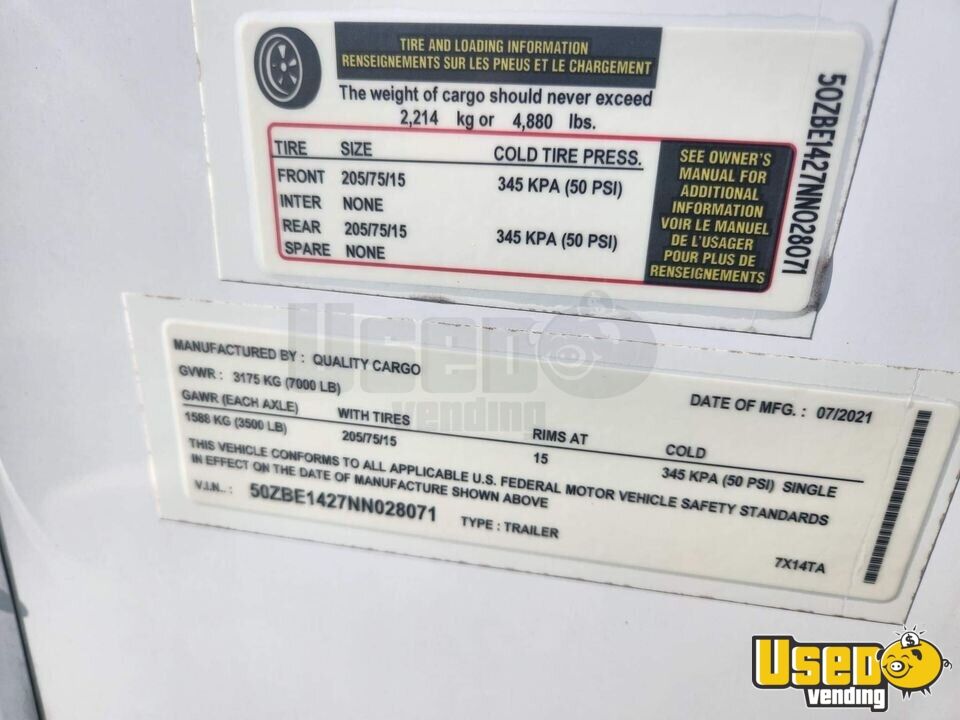 TIRE AND LOADING INFORMATION
RENSEIGNEMENTS SUR LES PNEUS ET LE CHARGEMENT
The weight of cargo should never exceed
2,214 kg or 4,880 lbs.
TIRE SIZE COLD TIRE PRESS.
FRONT 205/75/15 345 KPA (50 PSI)
INTER NONE
REAR 205/75/15 345 KPA (50 PSI)
SPARE NONE
SEE OWNER'S
MANUAL FOR
ADDITIONAL
INFORMATION
VOIR LE MANUEL
DE L'USAGER
POUR PLUS DE
RENSEIGNEMENTS
50ZBE1427NN028071
USED
vending
MANUFACTURED BY : QUALITY CARGO
GVWR : 3175 KG (7000 LB) DATE OF MFG. : 07/2021
GAWR (EACH AXLE) WITH TIRES RIMS AT COLD
1588 KG (3500 LB) 205/75/15 15 345 KPA (50 PSI) SINGLE
THIS VEHICLE CONFORMS TO ALL APPLICABLE U.S. FEDERAL MOTOR VEHICLE SAFETY STANDARDS
IN EFFECT ON THE DATE OF MANUFACTURE SHOWN ABOVE
V.I.N.. : 50ZBE1427NN028071 TYPE : TRAILER
7X14TA
USED
vending